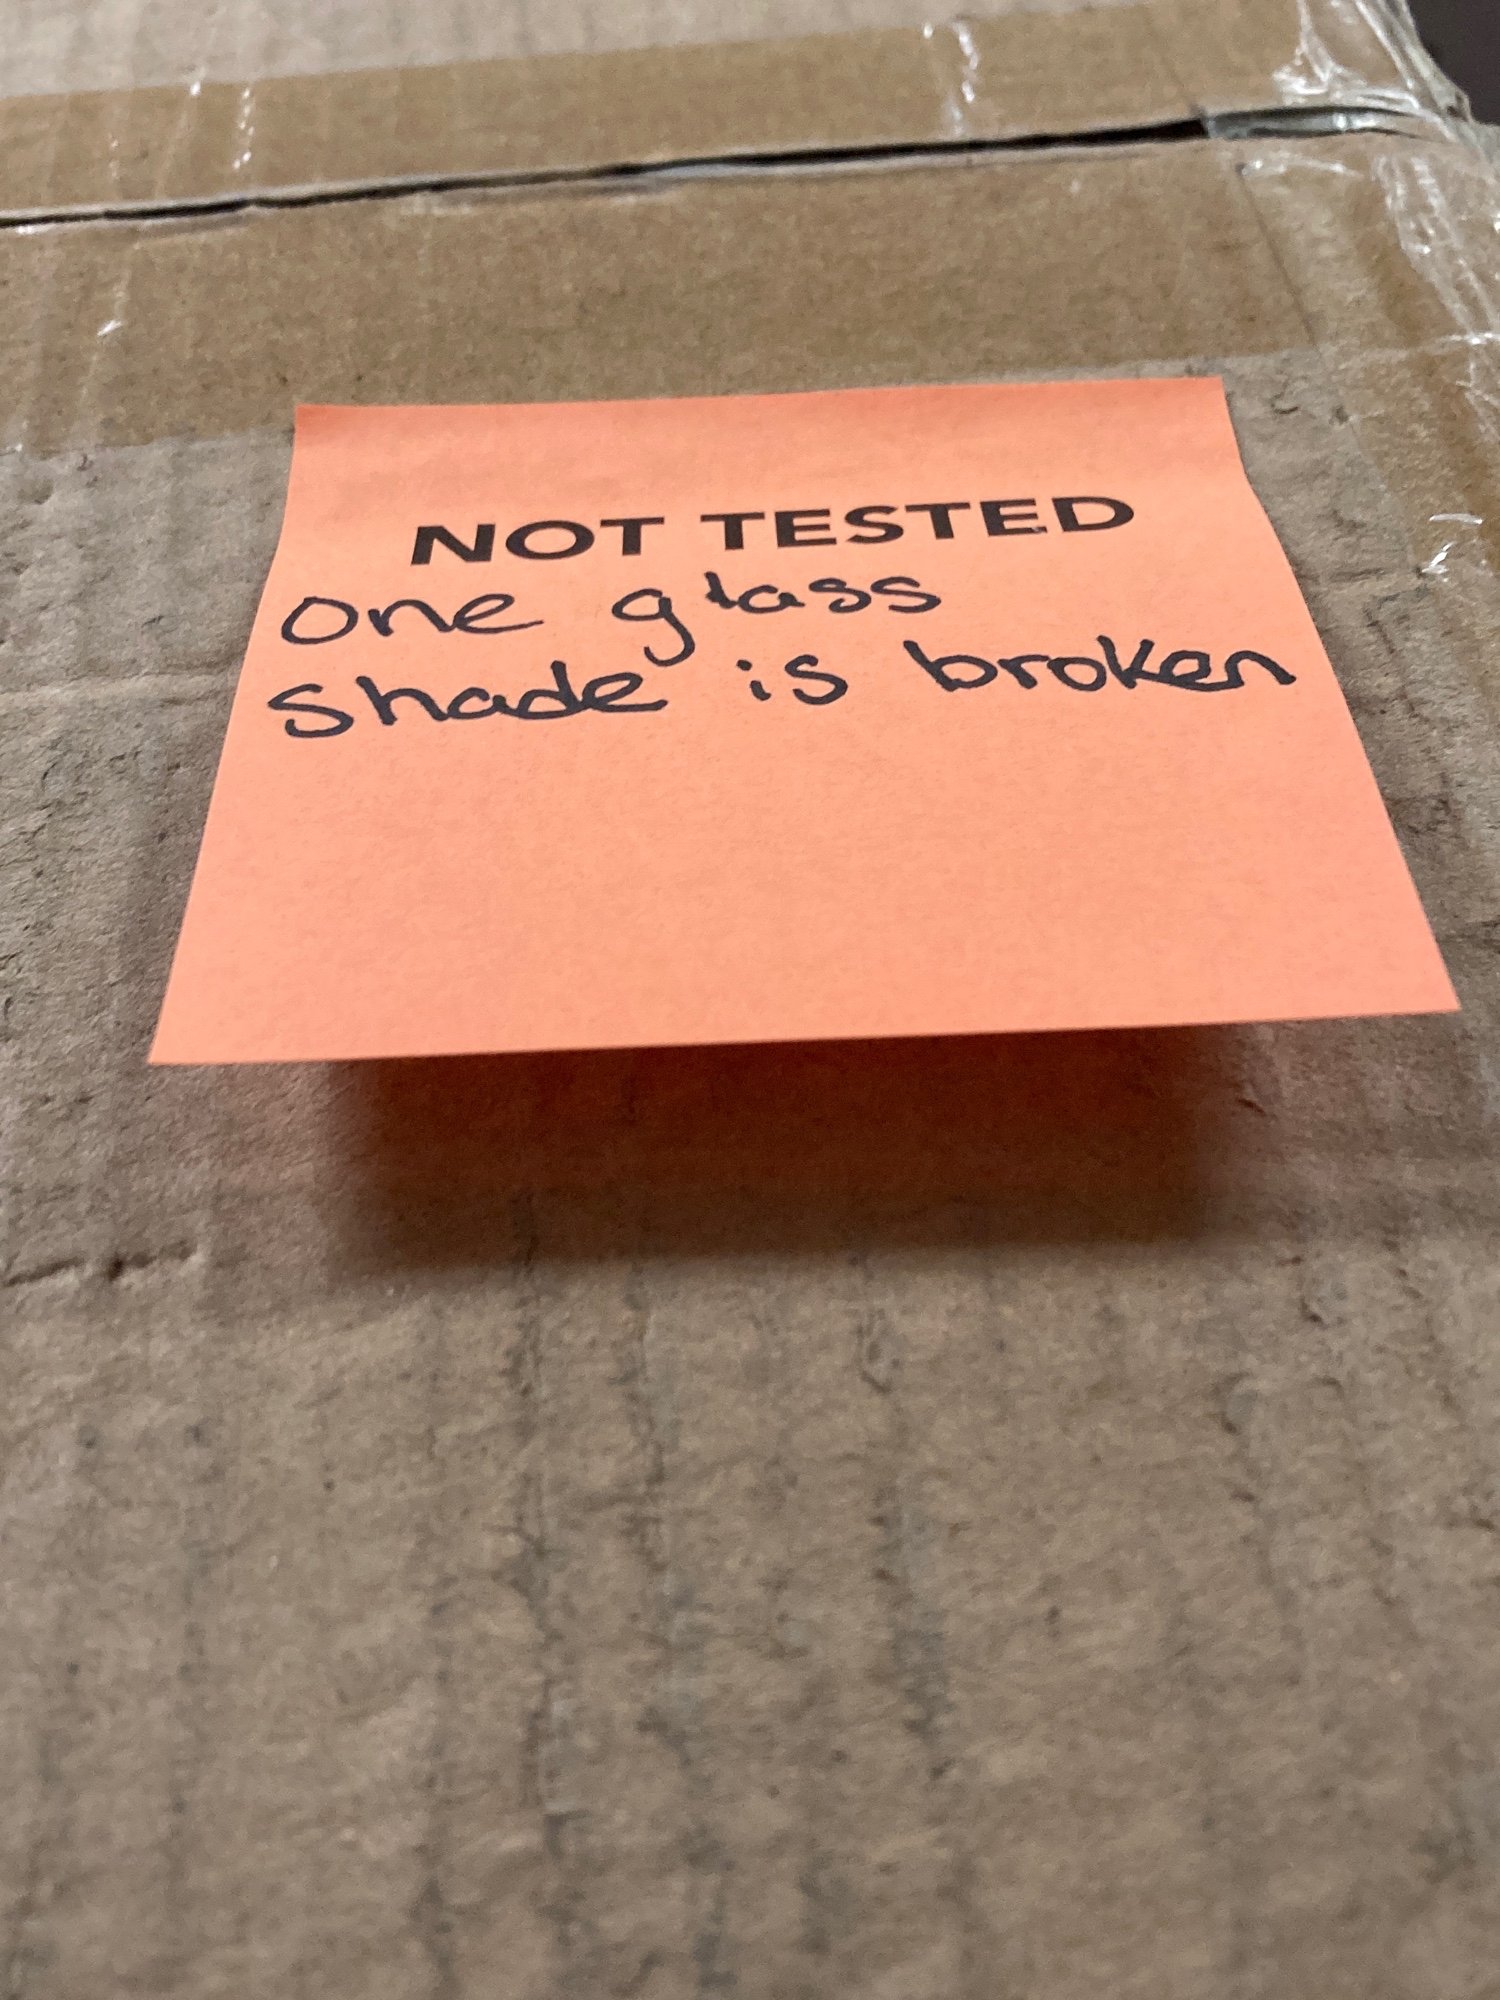 NOT TESTED
one glass
shade is broken